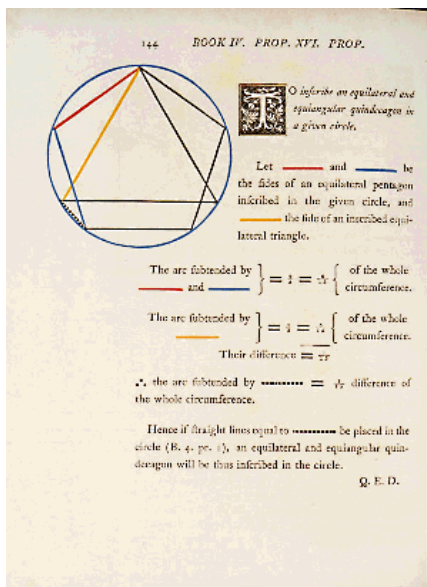 144 BOOK IV. PROP. XVI. PROP.
TO inscribe an equilateral and
equiangular quindecagon in
a given circle.
Let and be
the sides of an equilateral pentagon
inscribed in the given circle, and
the side of an inscribed equi-
lateral triangle.
The arc subtended by
and
} = = {
of the whole
circumference.
The arc subtended by
} = = {
of the whole
circumference.
Their difference =
∴ the arc subtended by = difference of
the whole circumference.
Hence if straight lines equal to be placed in the
circle (B. 4. pr. 1), an equilateral and equiangular quin-
decagon will be thus inscribed in the circle.
Q. E. D.